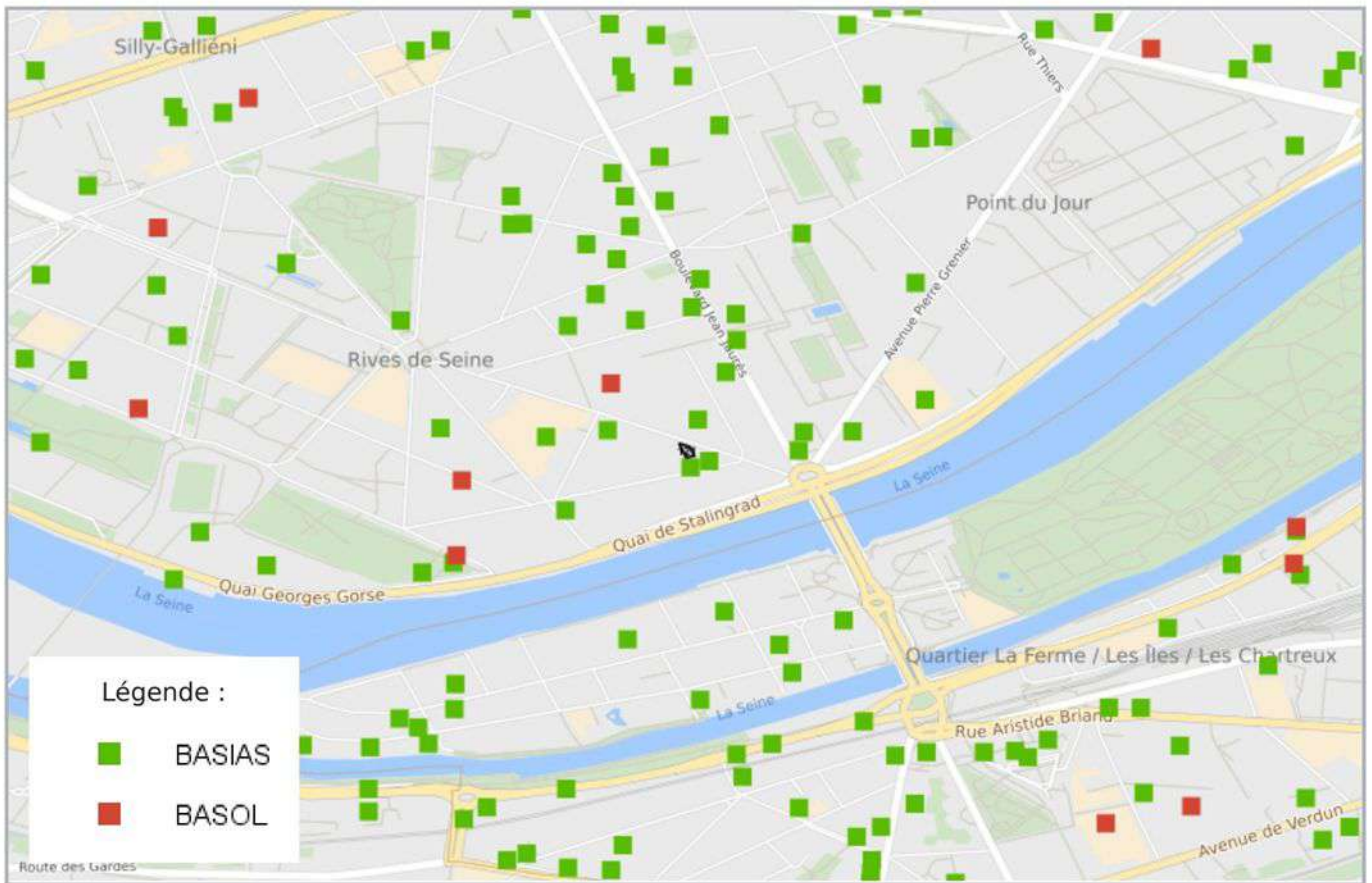 Silly-Galliéni
Rue Thiers
Point du Jour
Boulevard Jean Jaurès
Avenue Pierre Grenier
Rives de Seine
La Seine
Quai de Stalingrad
Quai Georges Gorse
La Seine
Quartier La Ferme / Les Îles / Les Chartreux
La Seine
Rue Aristide Briand
Légende :
BASIAS
BASOL
Avenue de Verdun
Route des Gardes